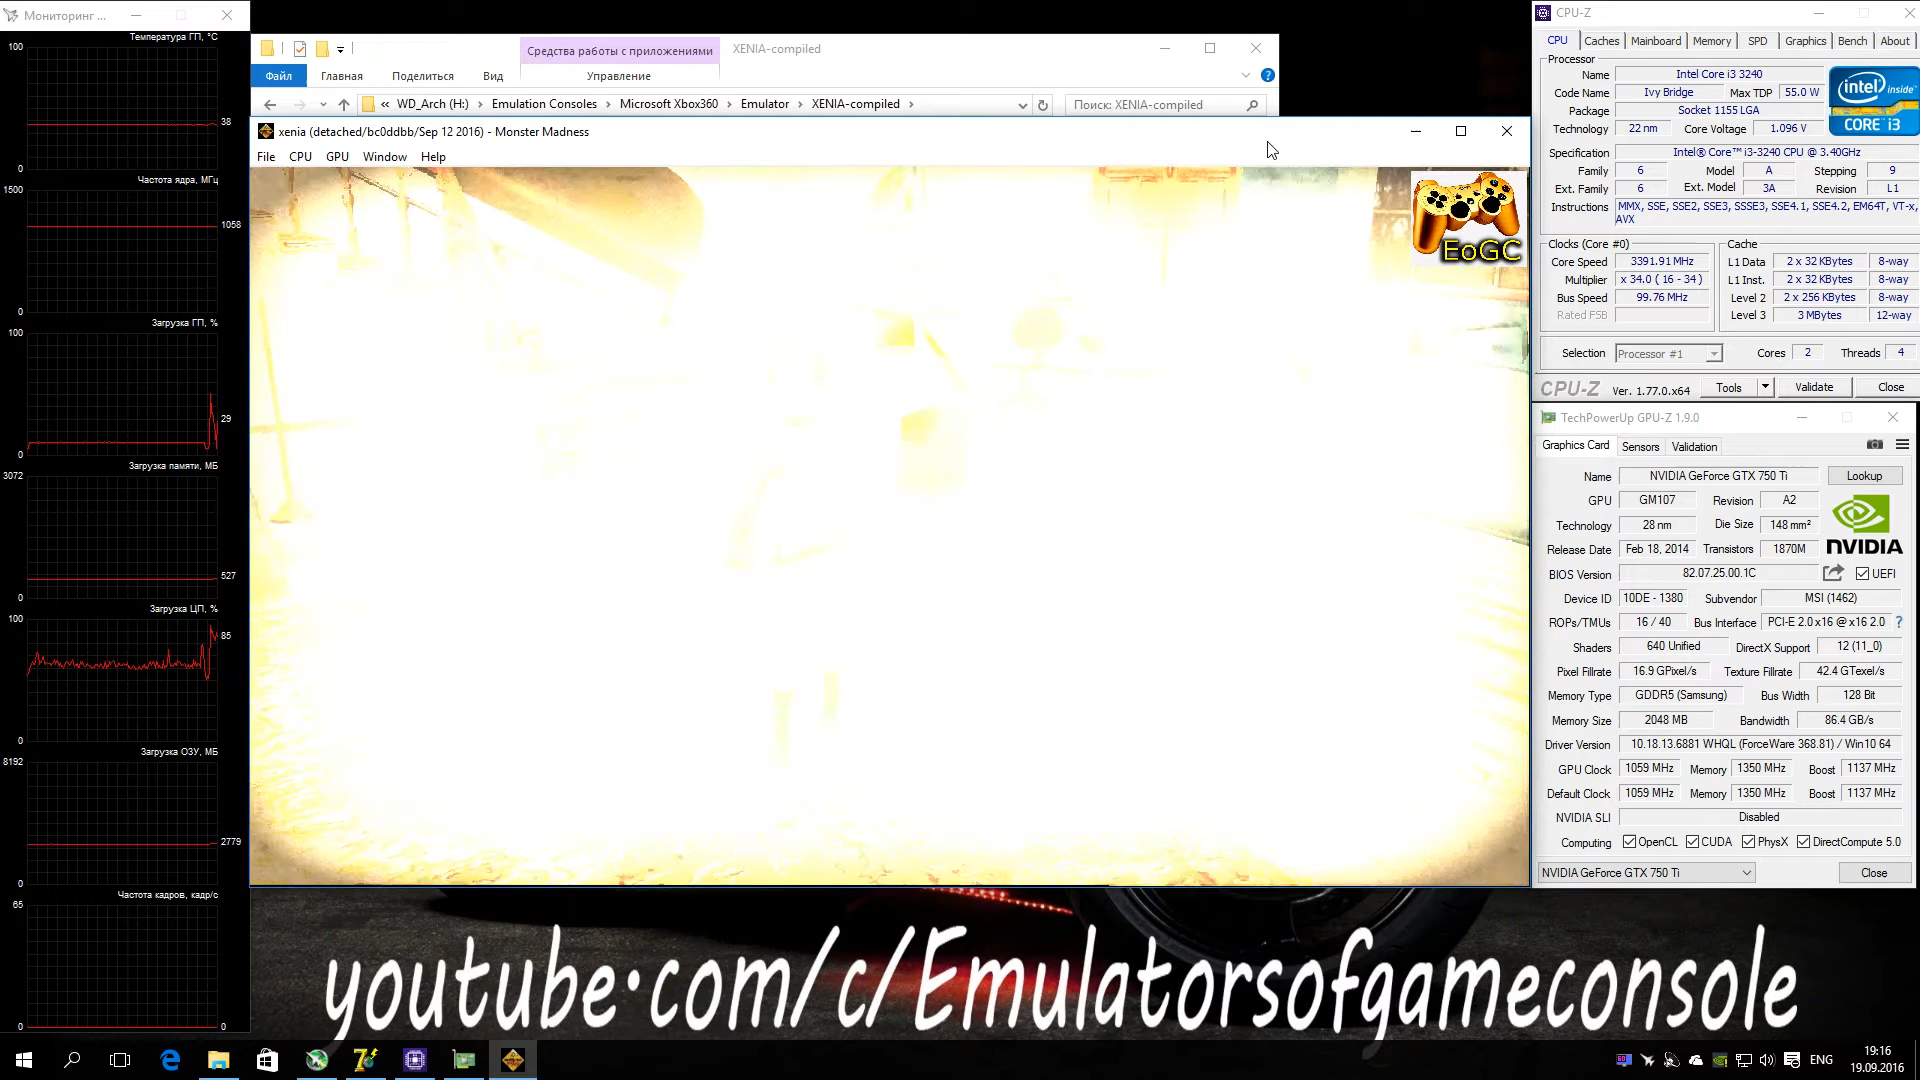 Мониторинг ...
Температура ГП, °C
100
38
0
Частота ядра, МГц
1500
1058
0
Загрузка ГП, %
100
29
0
Загрузка памяти, МБ
3072
527
0
Загрузка ЦП, %
100
85
0
Загрузка ОЗУ, МБ
8192
2779
0
Частота кадров, кадр/с
65
0
0
Средства работы с приложениями
XENIA-compiled
Файл Главная Поделиться Вид Управление
« WD_Arch (H:) Emulation Consoles Microsoft Xbox360 Emulator XENIA-compiled
Поиск: XENIA-compiled
xenia (detached/bc0ddbb/Sep 12 2016) - Monster Madness
File CPU GPU Window Help
EoGC
CPU-Z
CPU Caches Mainboard Memory SPD Graphics Bench About
Processor
Name Intel Core i3 3240
Code Name Ivy Bridge Max TDP 55.0 W
Package Socket 1155 LGA
Technology 22 nm Core Voltage 1.096 V
intel inside®
CORE i3
Specification Intel® Core™ i3-3240 CPU @ 3.40GHz
Family 6 Model A Stepping 9
Ext. Family 6 Ext. Model 3A Revision L1
Instructions MMX, SSE, SSE2, SSE3, SSSE3, SSE4.1, SSE4.2, EM64T, VT-x,
AVX
Clocks (Core #0) Cache
Core Speed 3391.91 MHz L1 Data 2 x 32 KBytes 8-way
Multiplier x 34.0 ( 16 - 34 ) L1 Inst. 2 x 32 KBytes 8-way
Bus Speed 99.76 MHz Level 2 2 x 256 KBytes 8-way
Rated FSB Level 3 3 MBytes 12-way
Selection Processor #1 Cores 2 Threads 4
CPU-Z Ver. 1.77.0.x64 Tools Validate Close
TechPowerUp GPU-Z 1.9.0
Graphics Card Sensors Validation
Name NVIDIA GeForce GTX 750 Ti Lookup
GPU GM107 Revision A2
Technology 28 nm Die Size 148 mm²
Release Date Feb 18, 2014 Transistors 1870M
NVIDIA
BIOS Version 82.07.25.00.1C UEFI
Device ID 10DE - 1380 Subvendor MSI (1462)
ROPs/TMUs 16 / 40 Bus Interface PCI-E 2.0 x16 @ x16 2.0 ?
Shaders 640 Unified DirectX Support 12 (11_0)
Pixel Fillrate 16.9 GPixel/s Texture Fillrate 42.4 GTexel/s
Memory Type GDDR5 (Samsung) Bus Width 128 Bit
Memory Size 2048 MB Bandwidth 86.4 GB/s
Driver Version 10.18.13.6881 WHQL (ForceWare 368.81) / Win10 64
GPU Clock 1059 MHz Memory 1350 MHz Boost 1137 MHz
Default Clock 1059 MHz Memory 1350 MHz Boost 1137 MHz
NVIDIA SLI Disabled
Computing OpenCL CUDA PhysX DirectCompute 5.0
NVIDIA GeForce GTX 750 Ti Close
youtube.com/c/Emulatorsofgameconsole
ENG
19:16
19.09.2016